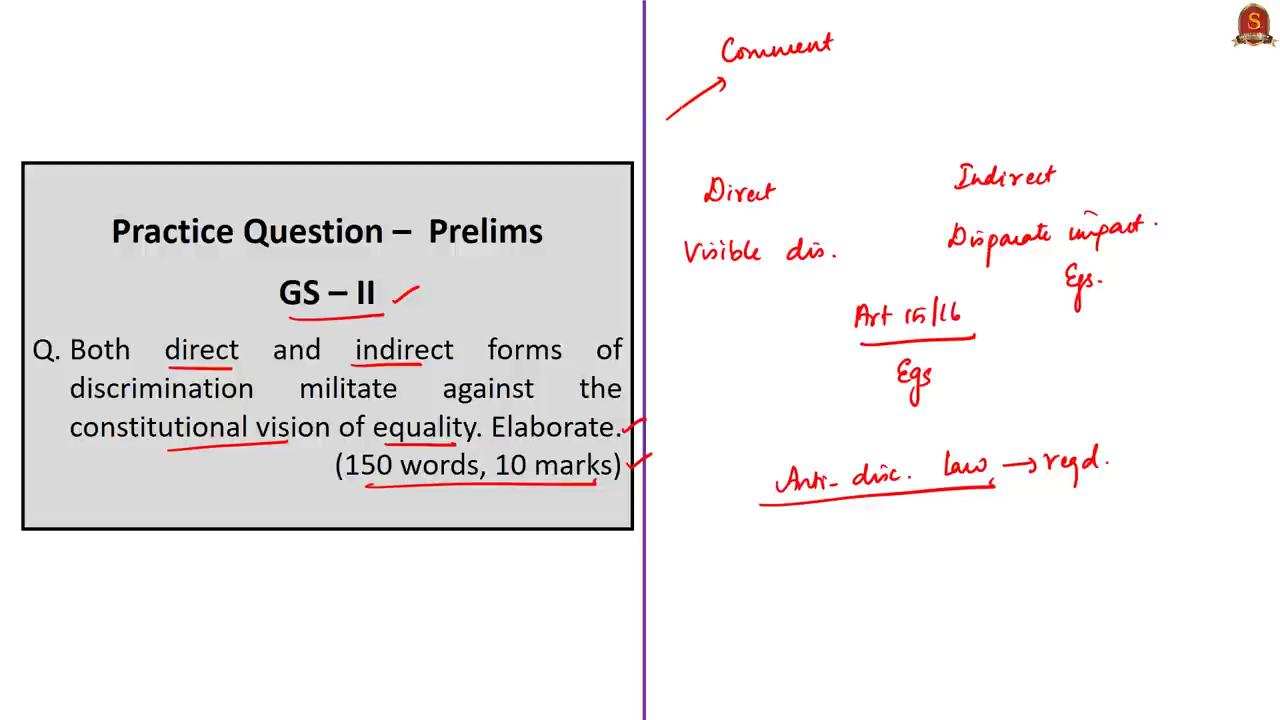 Practice Question – Prelims
GS – II
Q. Both direct and indirect forms of
discrimination militate against the
constitutional vision of equality. Elaborate.
(150 words, 10 marks)
Comment
Direct
Indirect
Visible dis.
Disparate impact.
Egs.
Art 15/16
Egs
Anti-disc. law → reqd.
S